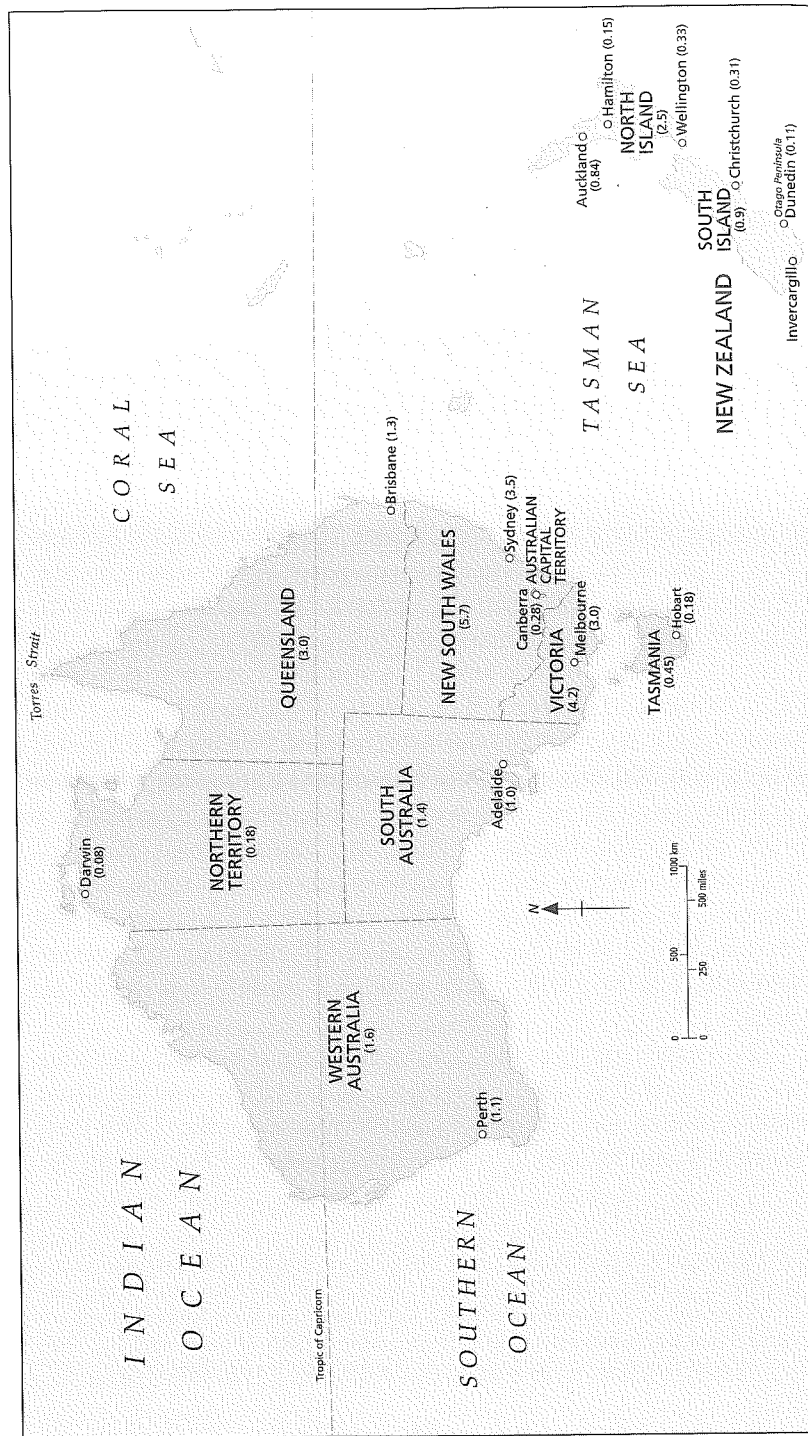 INDIAN
OCEAN
Torres Strait
CORAL
SEA
Darwin
(0.08)
NORTHERN
TERRITORY
(0.18)
QUEENSLAND
(3.0)
Tropic of Capricorn
WESTERN
AUSTRALIA
(1.6)
SOUTH
AUSTRALIA
(1.4)
Brisbane (1.3)
NEW SOUTH WALES
(5.7)
Perth
(1.1)
Adelaide
(1.0)
Sydney (3.5)
Canberra
(0.28)
AUSTRALIAN
CAPITAL
TERRITORY
VICTORIA
(4.2)
Melbourne
(3.0)
SOUTHERN
OCEAN
TASMANIA
(0.45)
Hobart
(0.18)
TASMAN
SEA
Auckland
(0.84)
Hamilton (0.15)
NORTH
ISLAND
(2.5)
Wellington (0.33)
SOUTH
ISLAND
(0.9)
Christchurch (0.31)
NEW ZEALAND
Otago Peninsula
Dunedin (0.11)
Invercargill
N
0 500 1000 km
0 250 500 miles